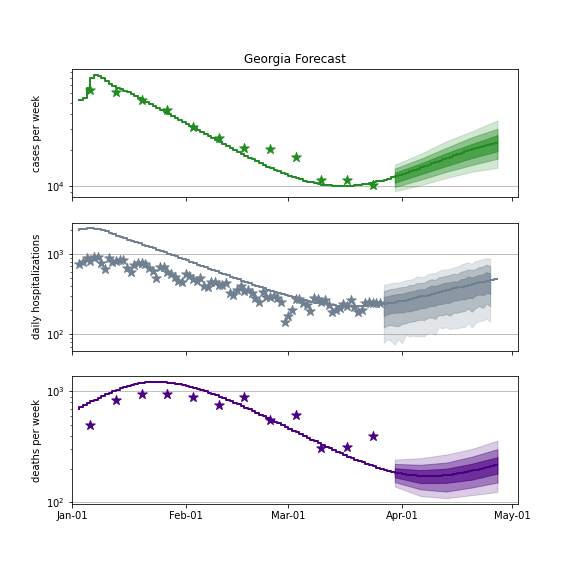 Georgia Forecast
cases per week
10⁴
daily hospitalizations
10³
10²
deaths per week
10³
10²
Jan-01 Feb-01 Mar-01 Apr-01 May-01